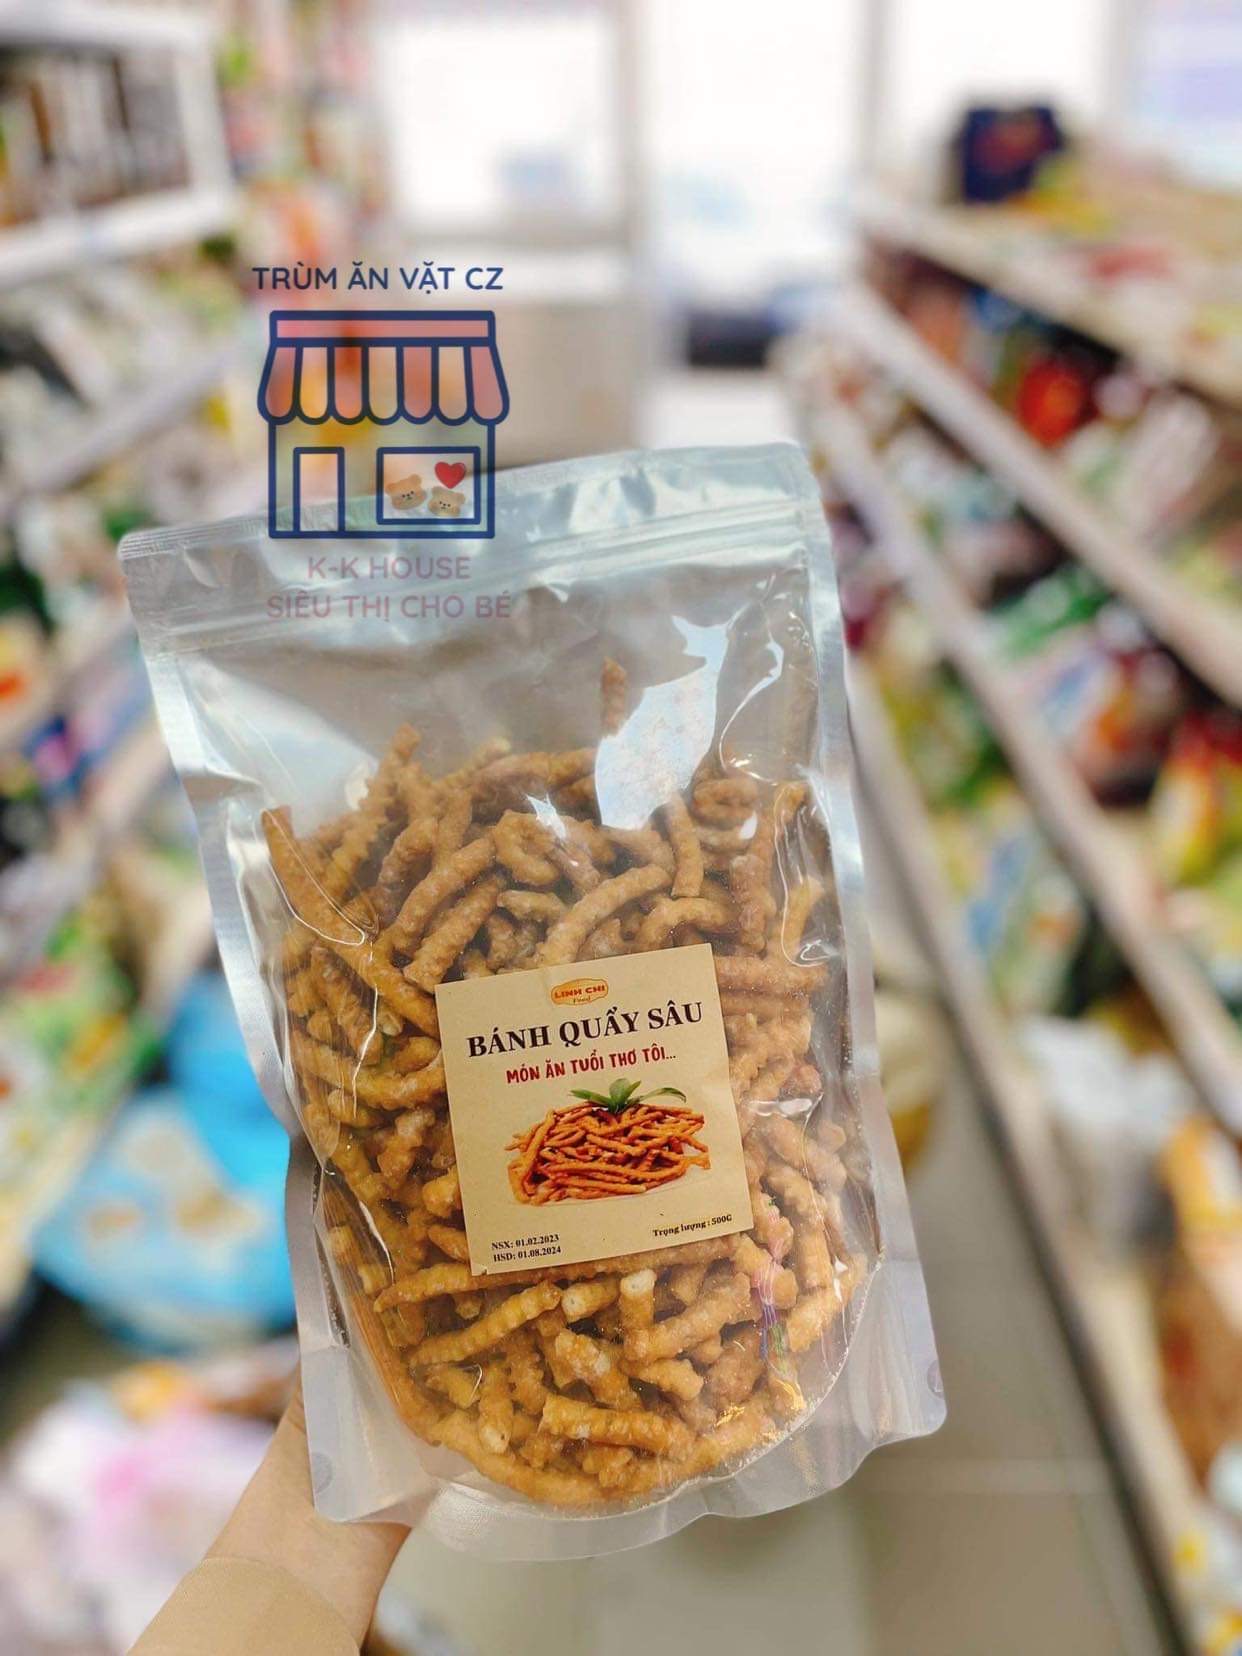 TRÙM ĂN VẶT CZ
K-K HOUSE
SIÊU THỊ CHO BÉ
LINH CHI
Food
BÁNH QUẨY SÂU
MÓN ĂN TUỔI THƠ TÔI...
NSX: 01.02.2023
HSD: 01.08.2024
Trọng lượng : 500G